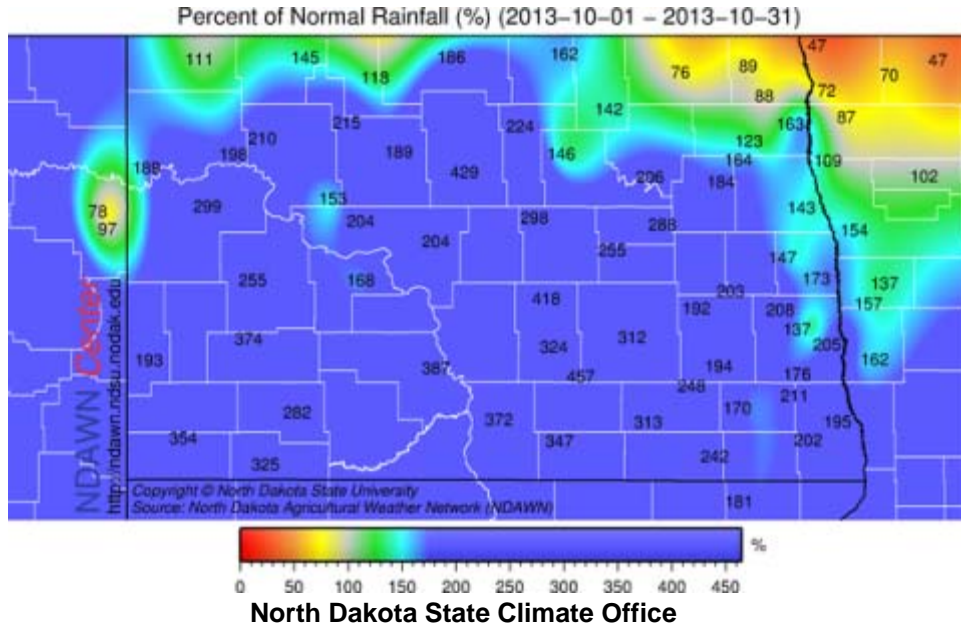 Percent of Normal Rainfall (%) (2013-10-01 - 2013-10-31)
47
111 145 186 162 89 47
118 76 70
88 72
142 87
215 224 163
210 123
198 189 146 164 109
188 429 206 184 102
153
78 299 143
97 204 298 288 154
204 255
147
255 168 173 137
203
418 192 208 157
137
374 312
193 324 205
387 194 162
457 176
248 211
282 170
372 313 195
354 347 202
325 242
181
NDAWN Center
http://ndawn.ndsu.nodak.edu
Copyright © North Dakota State University
Source: North Dakota Agricultural Weather Network (NDAWN)
%
0 50 100 150 200 250 300 350 400 450
North Dakota State Climate Office